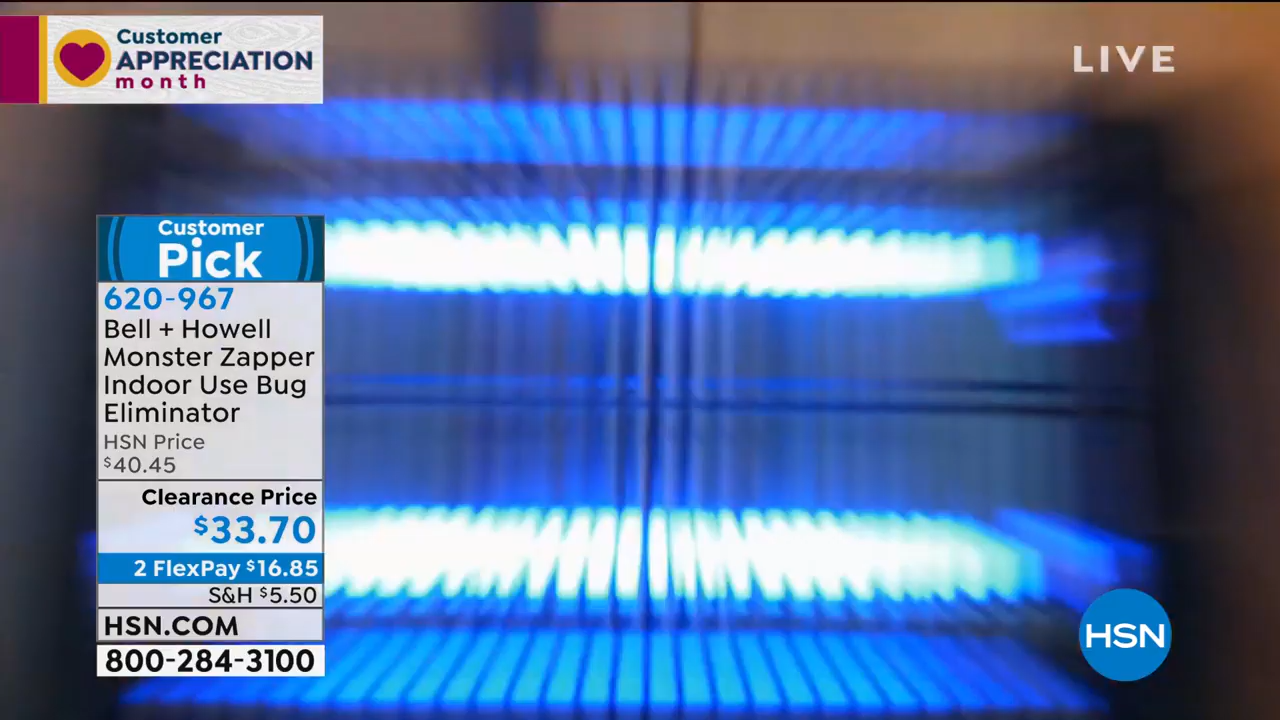 Customer
APPRECIATION
month
LIVE
Customer
Pick
620-967
Bell + Howell
Monster Zapper
Indoor Use Bug
Eliminator
HSN Price
$40.45
Clearance Price
$33.70
2 FlexPay $16.85
S&H $5.50
HSN.COM
800-284-3100
HSN